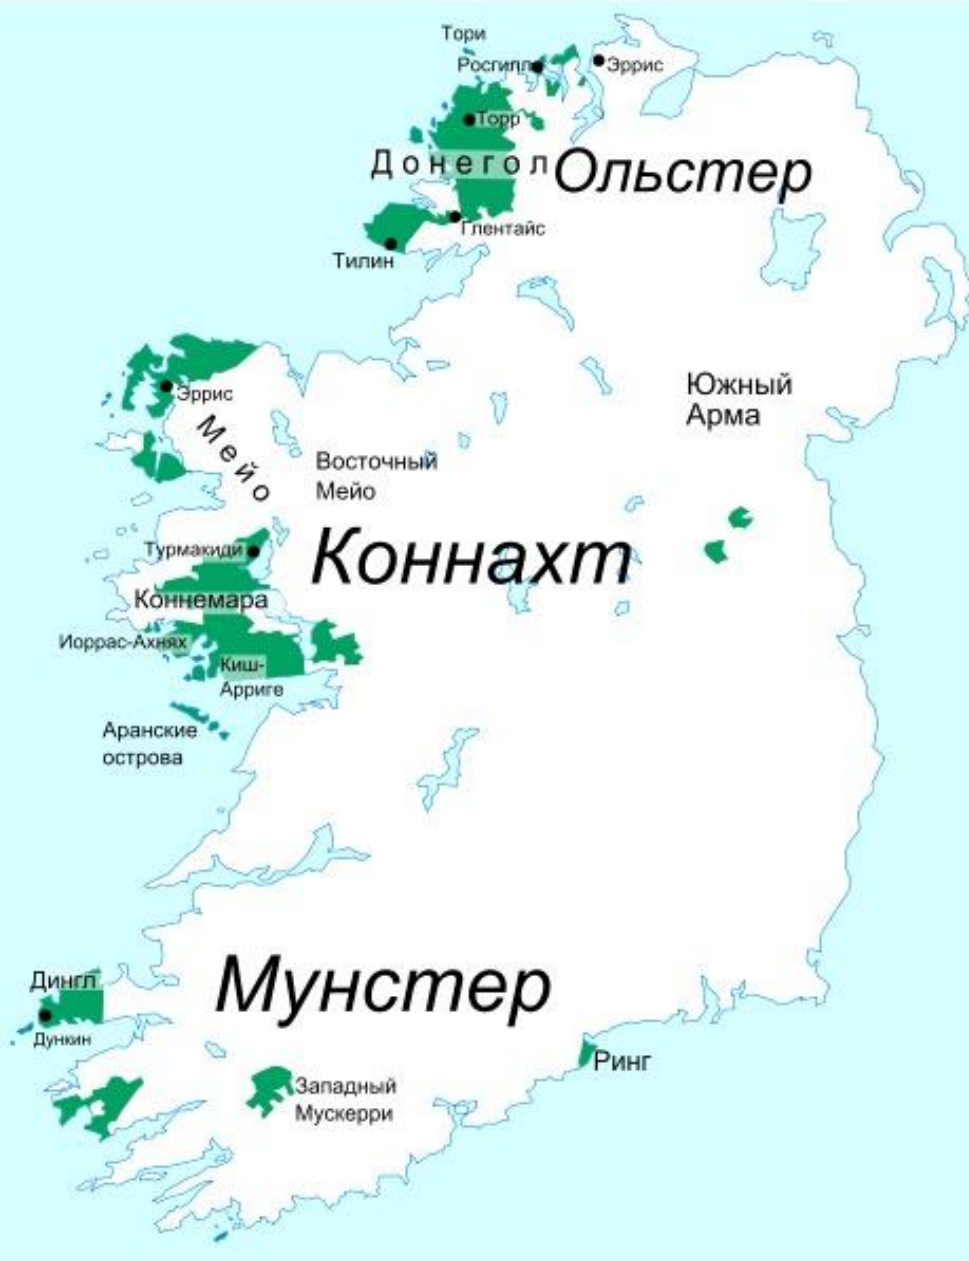 Тори
Росгилл
Эррис
Торр
Донегол
Ольстер
Глентайс
Тилин
Эррис
Мейо
Южный
Арма
Восточный
Мейо
Коннахт
Турмакиди
Коннемара
Иоррас-Ахнях
Киш-
Арриге
Аранские
острова
Мунстер
Дингл
Дункин
Ринг
Западный
Мускерри